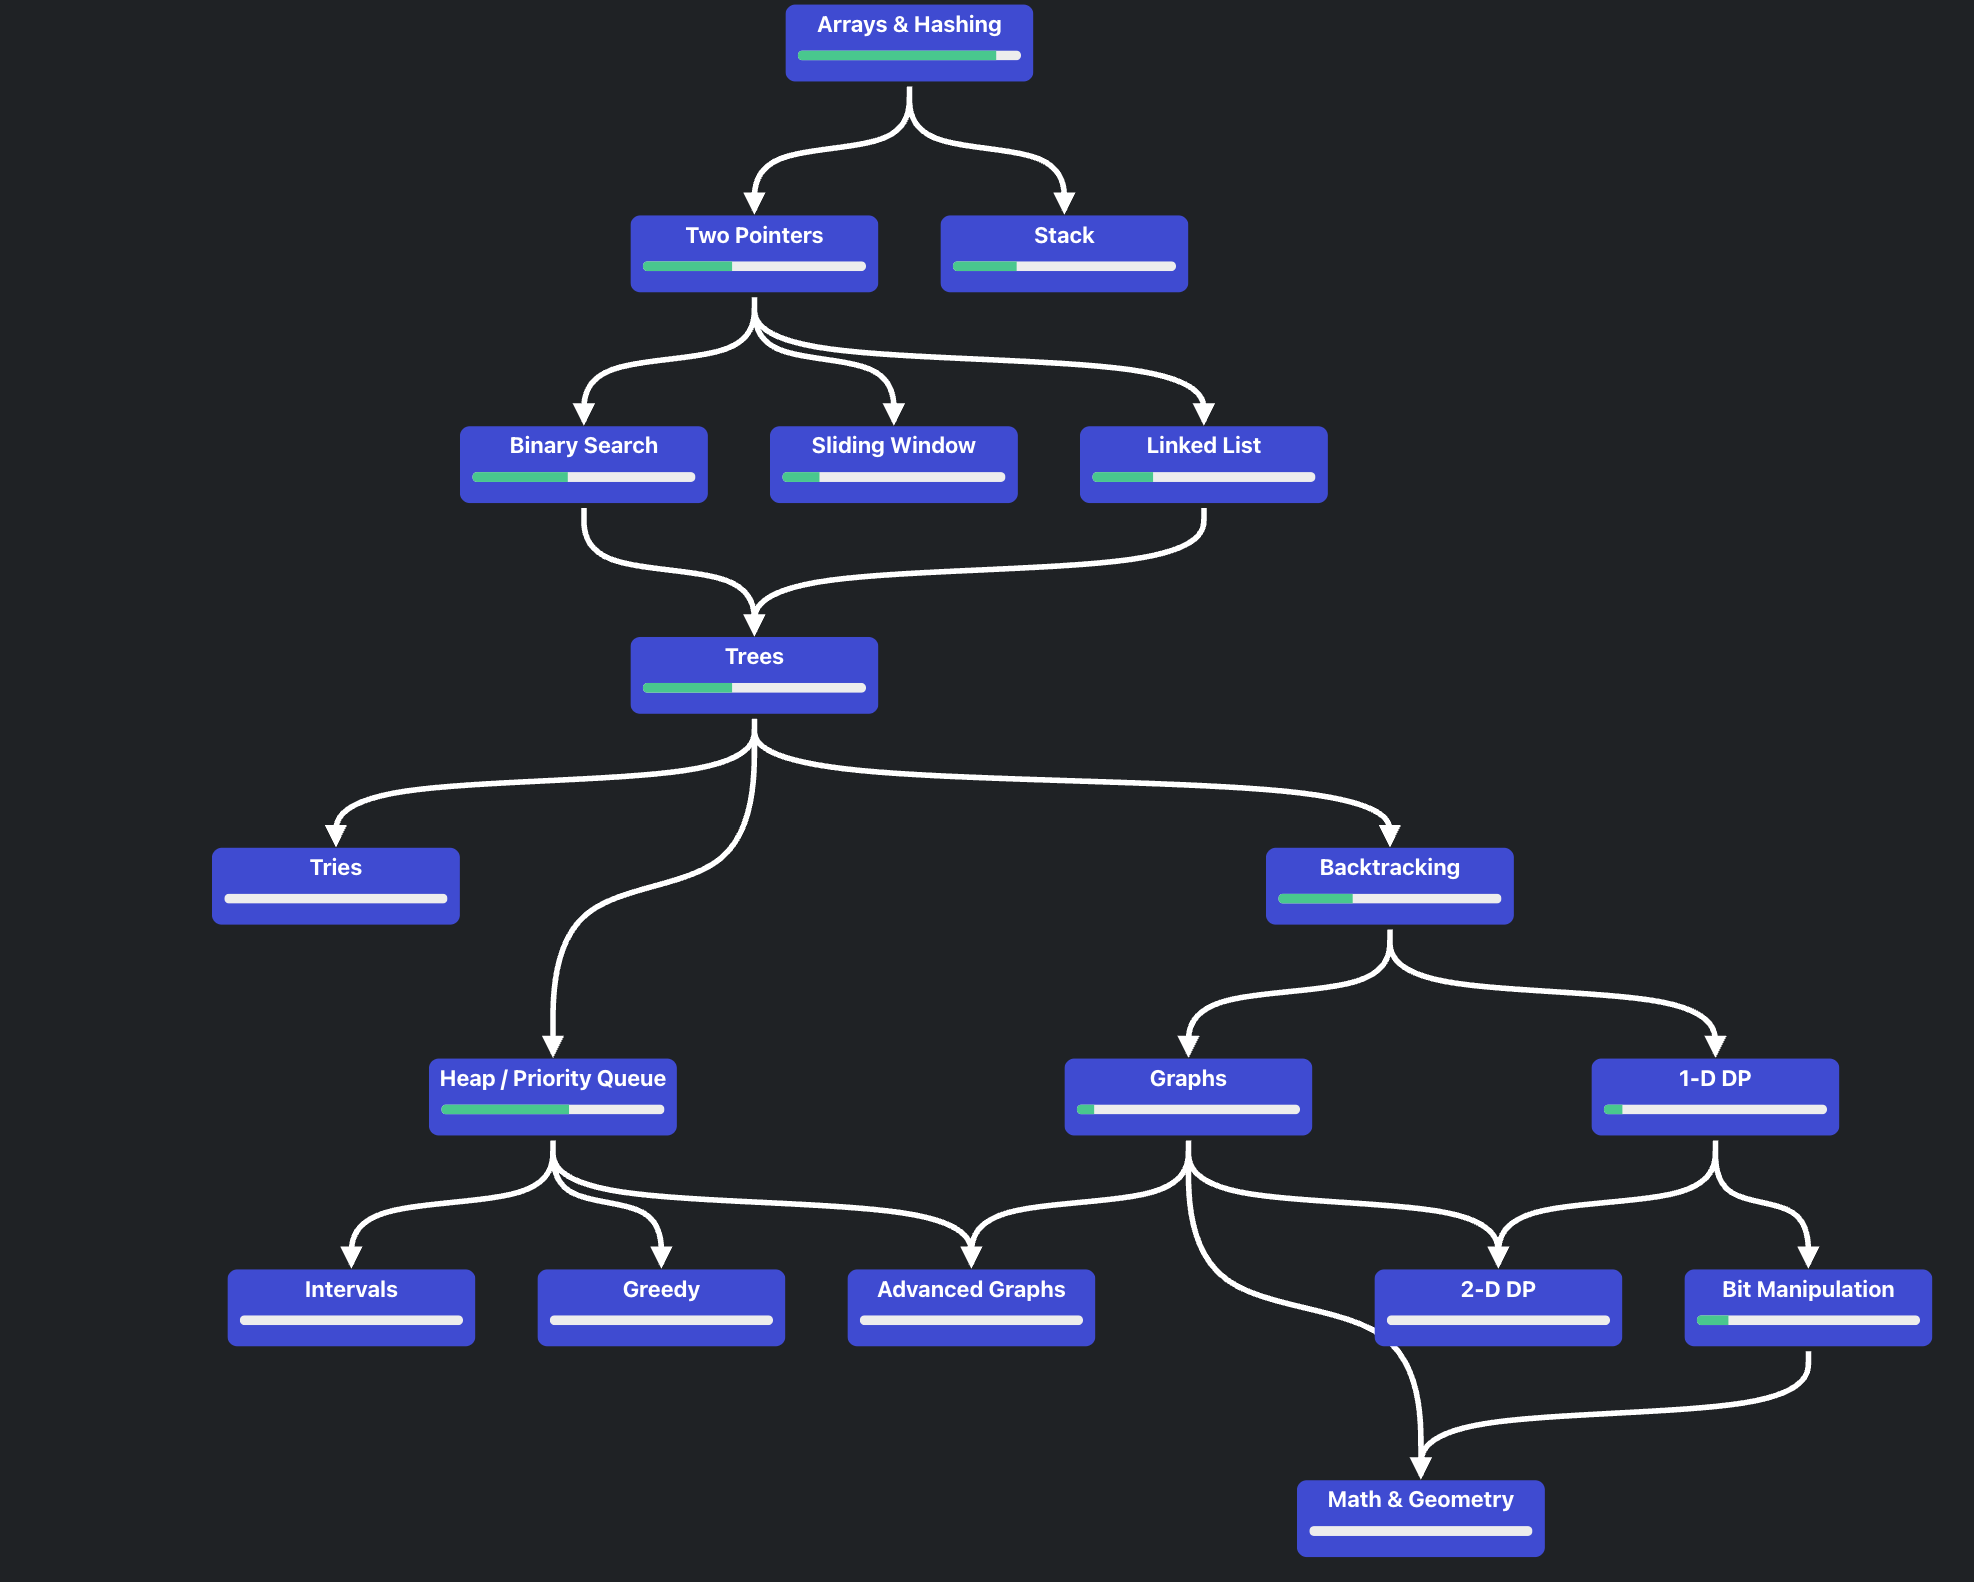 Arrays & Hashing
Two Pointers
Stack
Binary Search
Sliding Window
Linked List
Trees
Tries
Backtracking
Heap / Priority Queue
Graphs
1-D DP
Intervals
Greedy
Advanced Graphs
2-D DP
Bit Manipulation
Math & Geometry